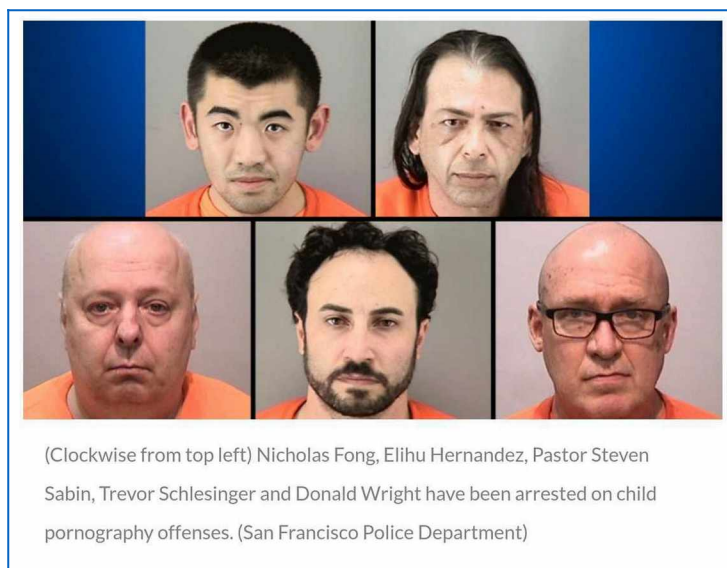 (Clockwise from top left) Nicholas Fong, Elihu Hernandez, Pastor Steven
Sabin, Trevor Schlesinger and Donald Wright have been arrested on child
pornography offenses. (San Francisco Police Department)